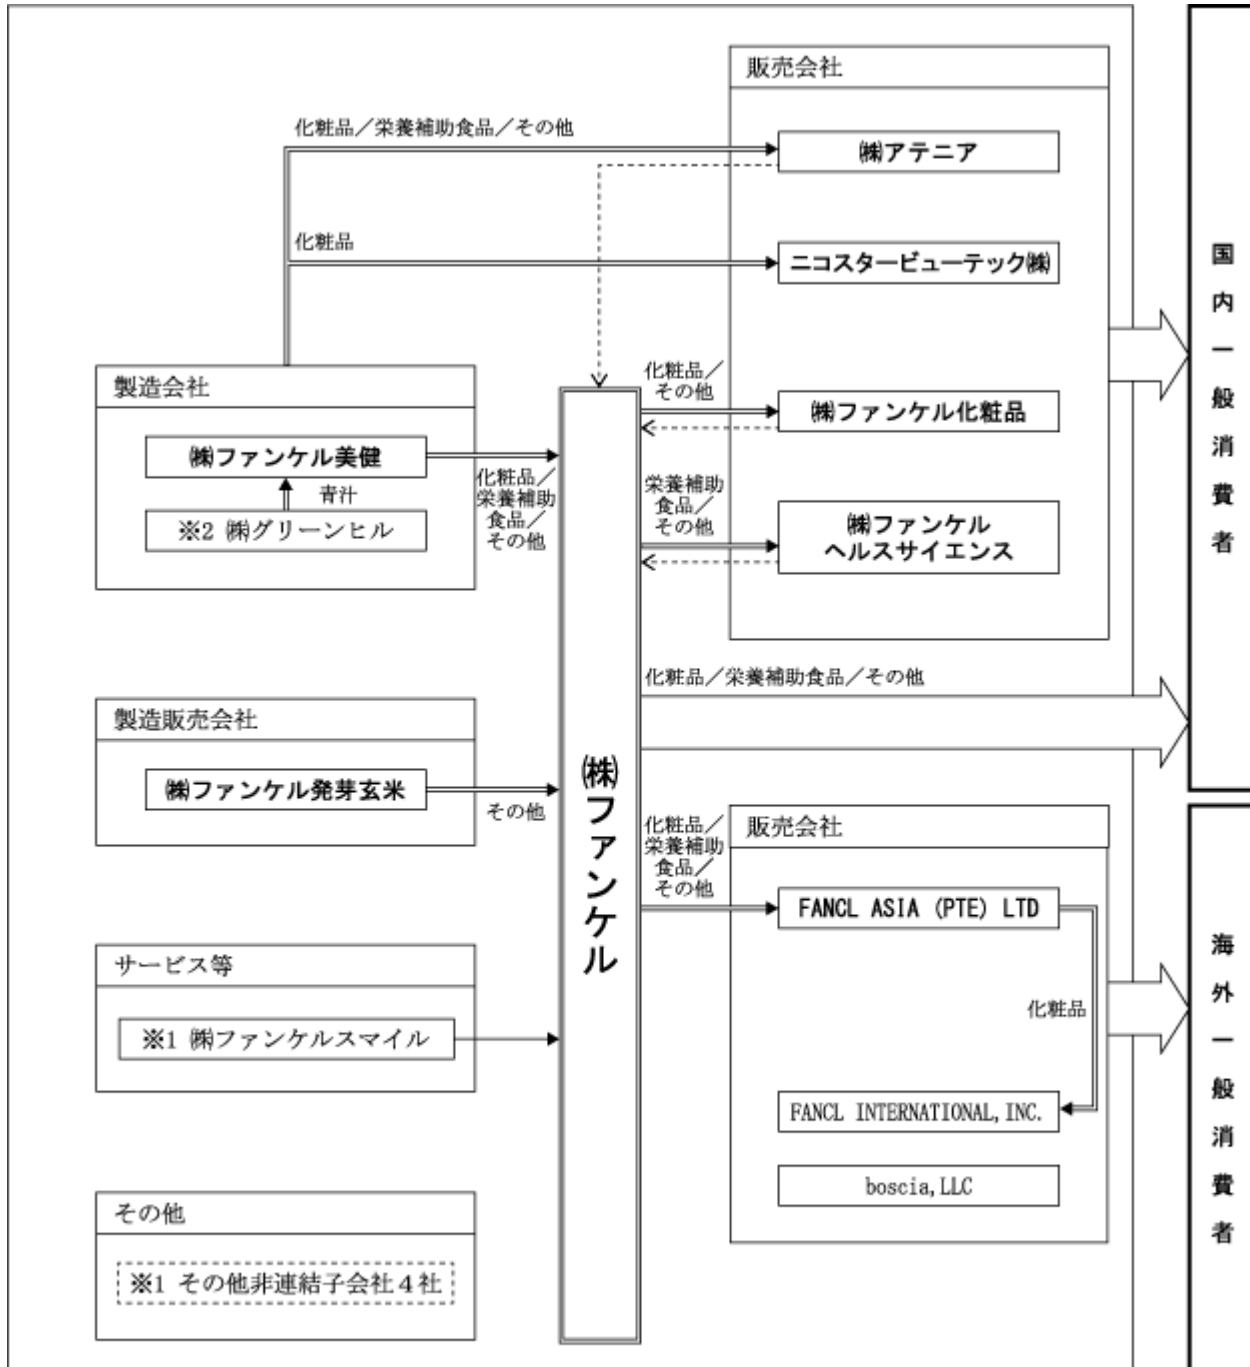 販売会社
化粧品／栄養補助食品／その他
㈱アテニア
化粧品
ニコスタービューテック㈱
国内一般消費者
製造会社
㈱ファンケル美健
青汁
※2 ㈱グリーンヒル
化粧品／
栄養補助
食品／
その他
化粧品／
その他
㈱ファンケル化粧品
栄養補助
食品／
その他
㈱ファンケル
ヘルスサイエンス
化粧品／栄養補助食品／その他
製造販売会社
㈱ファンケル発芽玄米
その他
㈱ファンケル
化粧品／
栄養補助
食品／
その他
販売会社
FANCL ASIA (PTE) LTD
化粧品
FANCL INTERNATIONAL,INC.
boscia,LLC
海外一般消費者
サービス等
※1 ㈱ファンケルスマイル
その他
※1 その他非連結子会社４社